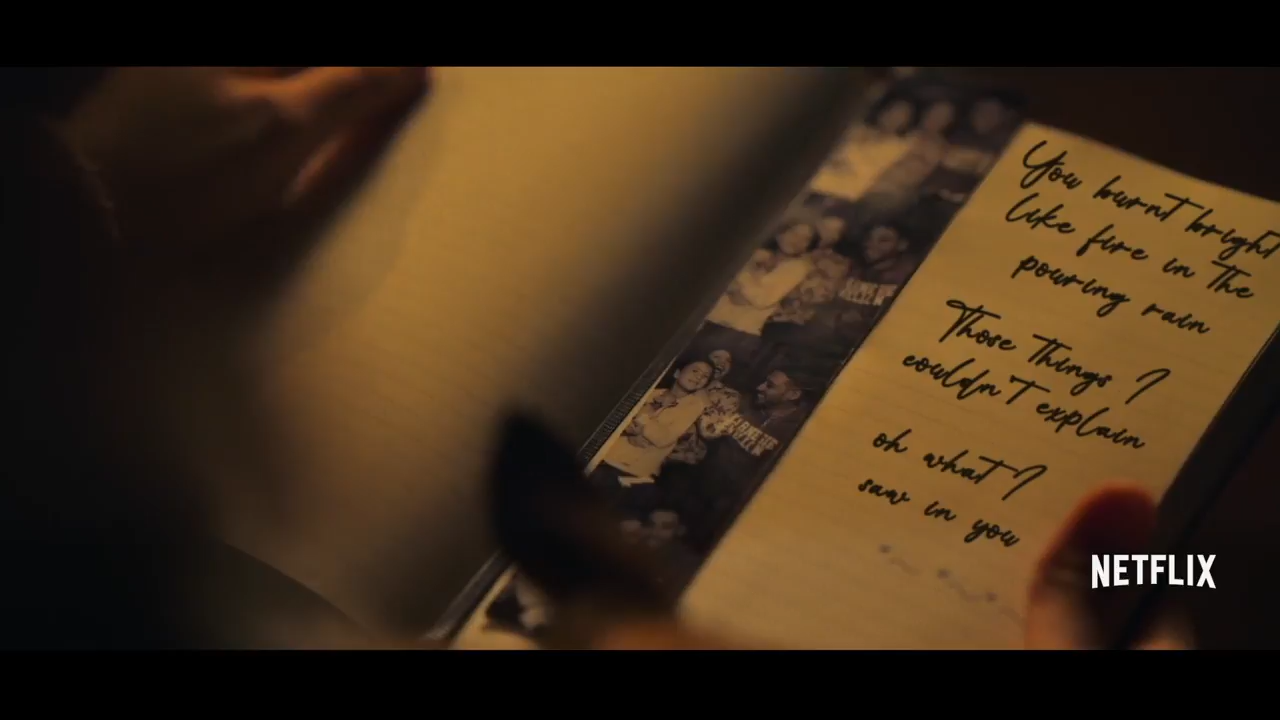 You burnt bright
like fire in the
pouring rain
Those things I
couldn't explain
oh what I
saw in you
NETFLIX